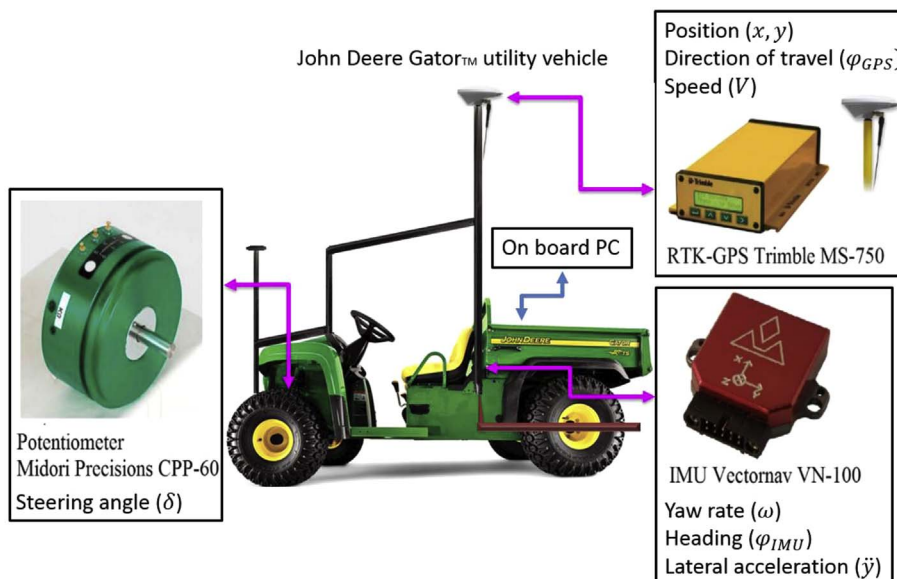 John Deere Gator™ utility vehicle
Position (x, y)
Direction of travel (φGPS)
Speed (V)
Trimble
RTK-GPS Trimble MS-750
On board PC
JOHN DEERE
Potentiometer
Midori Precisions CPP-60
Steering angle (δ)
X
Z
Y
IMU Vectornav VN-100
Yaw rate (ω)
Heading (φIMU)
Lateral acceleration (ÿ)